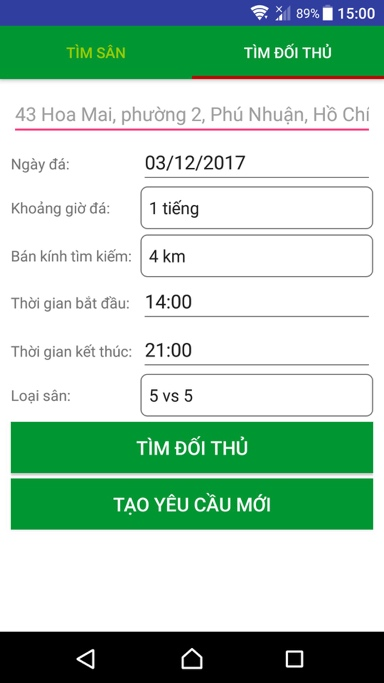 89% 15:00
TÌM SÂN TÌM ĐỐI THỦ
43 Hoa Mai, phường 2, Phú Nhuận, Hồ Chí
Ngày đá: 03/12/2017
Khoảng giờ đá: 1 tiếng
Bán kính tìm kiếm: 4 km
Thời gian bắt đầu: 14:00
Thời gian kết thúc: 21:00
Loại sân: 5 vs 5
TÌM ĐỐI THỦ
TẠO YÊU CẦU MỚI